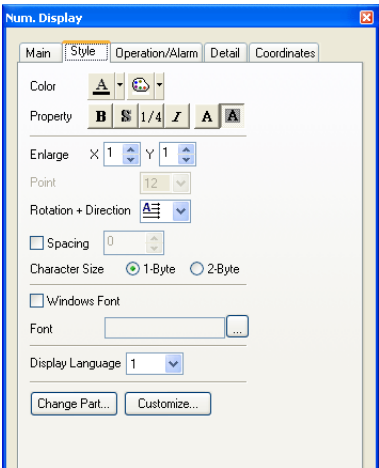 Num. Display
Main Style Operation/Alarm Detail Coordinates
Color A
Property B S 1/4 I A A
Enlarge X 1 Y 1
Point 12
Rotation + Direction A
Spacing 0
Character Size 1-Byte 2-Byte
Windows Font
Font ...
Display Language 1
Change Part... Customize...